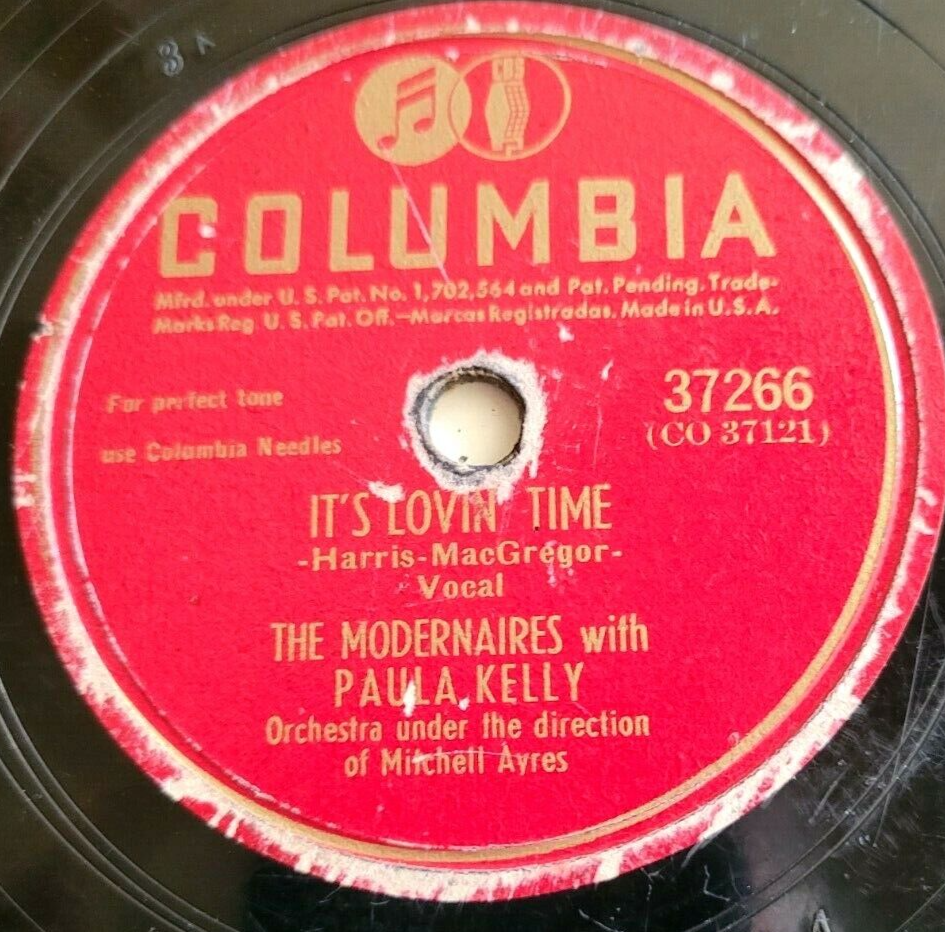 8 A
CBS
COLUMBIA
Mfrd. under U. S. Pat. No. 1,702,564 and Pat. Pending. Trade-
Marks Reg. U. S. Pat. Off.—Marcas Registradas. Made in U.S.A.
For perfect tone
use Columbia Needles
37266
(CO 37121)
IT'S LOVIN' TIME
-Harris-MacGregor-
Vocal
THE MODERNAIRES with
PAULA KELLY
Orchestra under the direction
of Mitchell Ayres